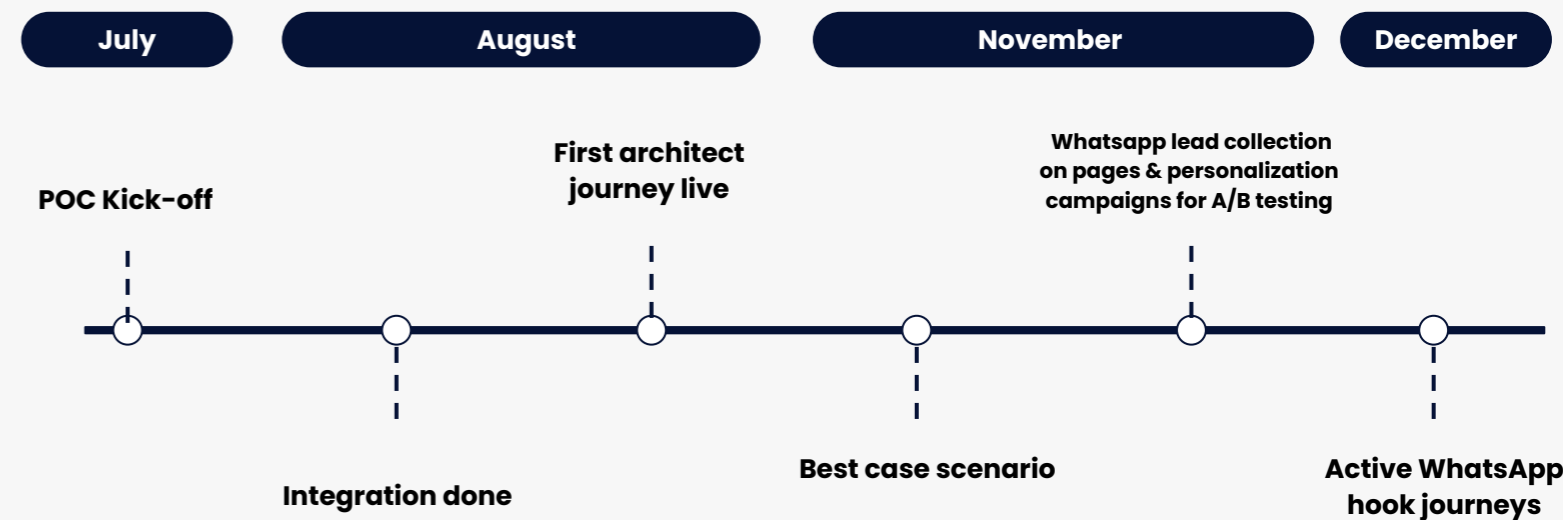 July
August
November
December
POC Kick-off
First architect
journey live
Whatsapp lead collection
on pages & personalization
campaigns for A/B testing
Integration done
Best case scenario
Active WhatsApp
hook journeys